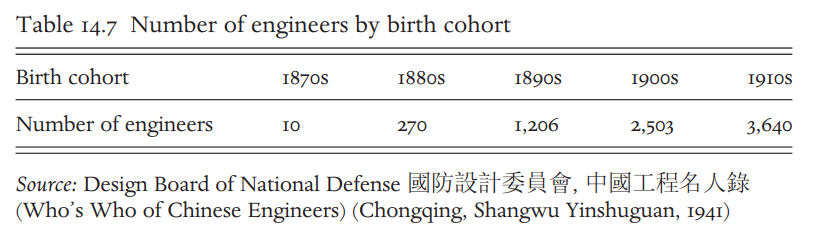 Table 14.7 Number of engineers by birth cohort
Birth cohort 1870s 1880s 1890s 1900s 1910s
Number of engineers 10 270 1,206 2,503 3,640
Source: Design Board of National Defense 國防設計委員會, 中國工程名人錄
(Who’s Who of Chinese Engineers) (Chongqing, Shangwu Yinshuguan, 1941)